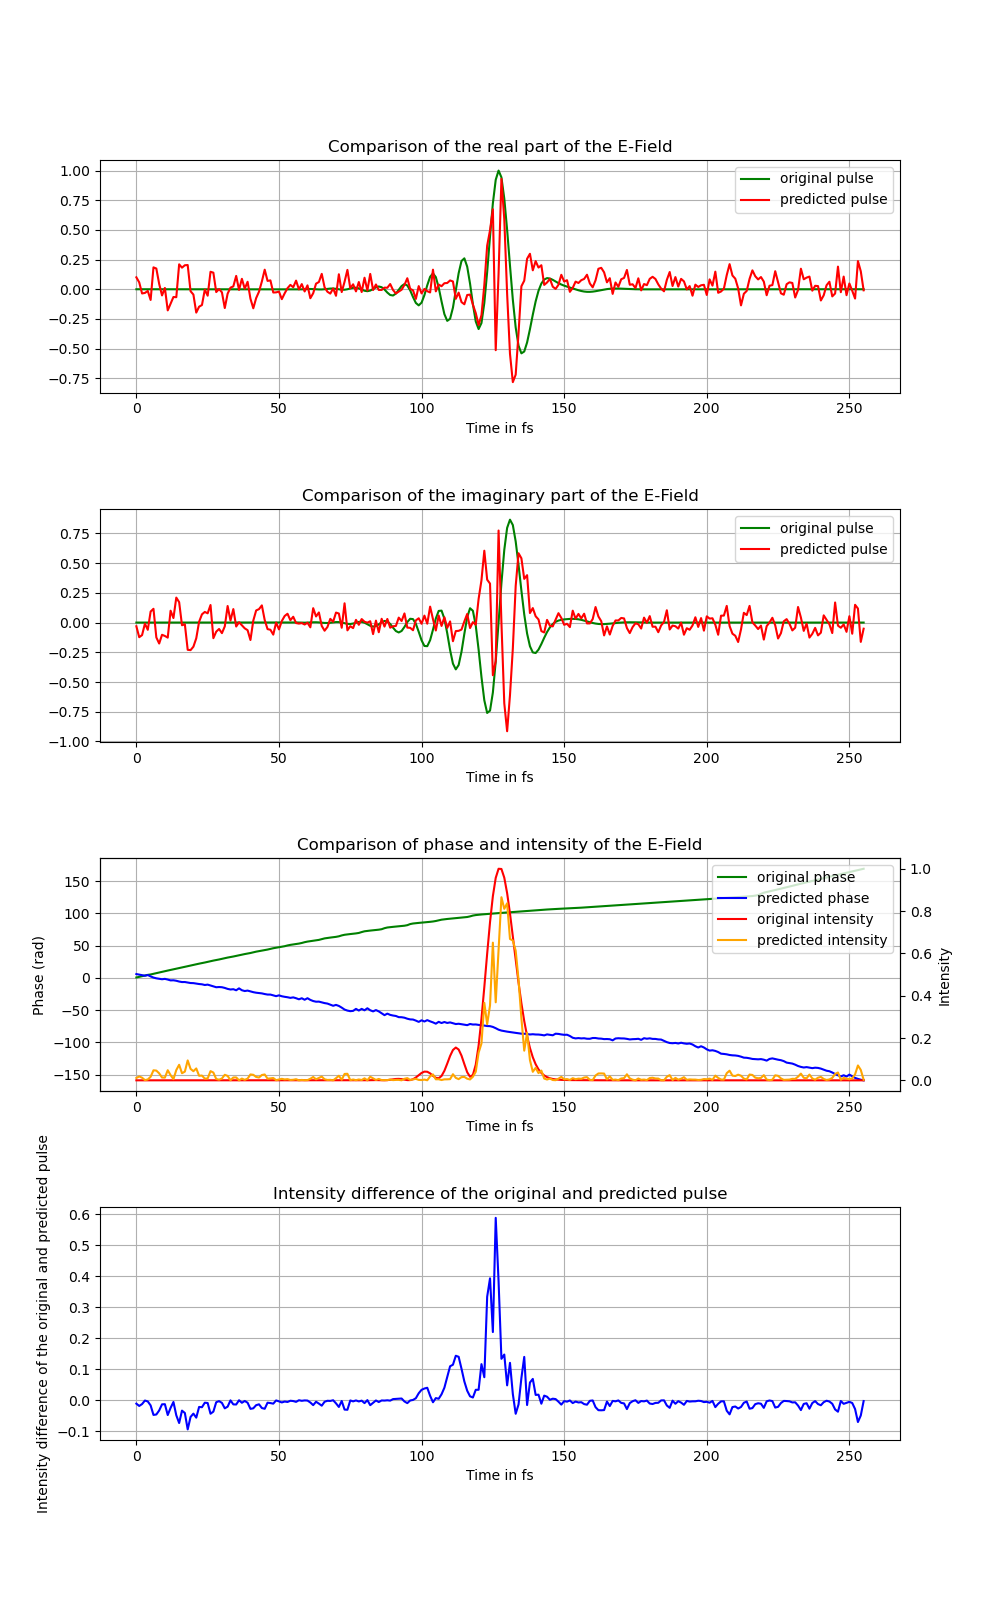 Comparison of the real part of the E-Field
1.00
0.75
0.50
0.25
0.00
−0.25
−0.50
−0.75
original pulse
predicted pulse
0 50 100 150 200 250
Time in fs
Comparison of the imaginary part of the E-Field
0.75
0.50
0.25
0.00
−0.25
−0.50
−0.75
−1.00
original pulse
predicted pulse
0 50 100 150 200 250
Time in fs
Comparison of phase and intensity of the E-Field
Phase (rad)
150
100
50
0
−50
−100
−150
original phase
predicted phase
original intensity
predicted intensity
1.0
0.8
0.6
0.4
0.2
0.0
Intensity
0 50 100 150 200 250
Time in fs
Intensity difference of the original and predicted pulse
Intensity difference of the original and predicted pulse
0.6
0.5
0.4
0.3
0.2
0.1
0.0
−0.1
0 50 100 150 200 250
Time in fs